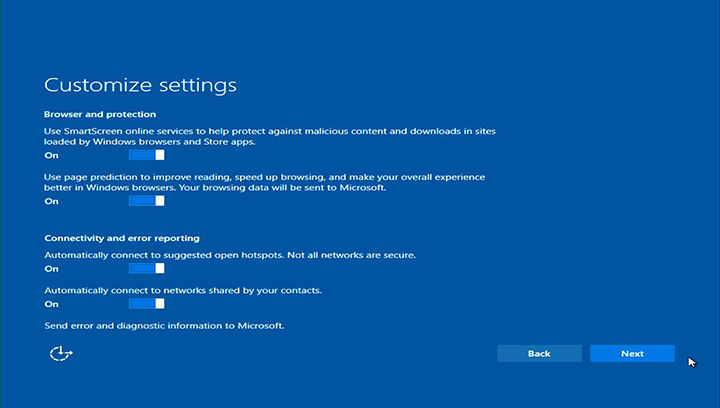 Customize settings
Browser and protection
Use SmartScreen online services to help protect against malicious content and downloads in sites
loaded by Windows browsers and Store apps.
On
Use page prediction to improve reading, speed up browsing, and make your overall experience
better in Windows browsers. Your browsing data will be sent to Microsoft.
On
Connectivity and error reporting
Automatically connect to suggested open hotspots. Not all networks are secure.
On
Automatically connect to networks shared by your contacts.
On
Send error and diagnostic information to Microsoft.
Back Next